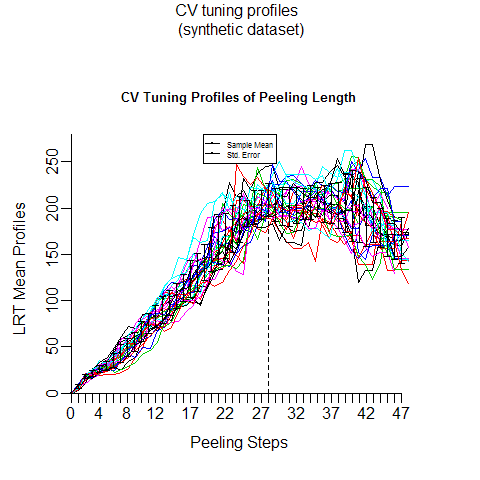 CV tuning profiles
(synthetic dataset)
CV Tuning Profiles of Peeling Length
Sample Mean
Std. Error
LRT Mean Profiles
250
200
150
100
50
0
0 4 8 12 17 22 27 32 37 42 47
Peeling Steps